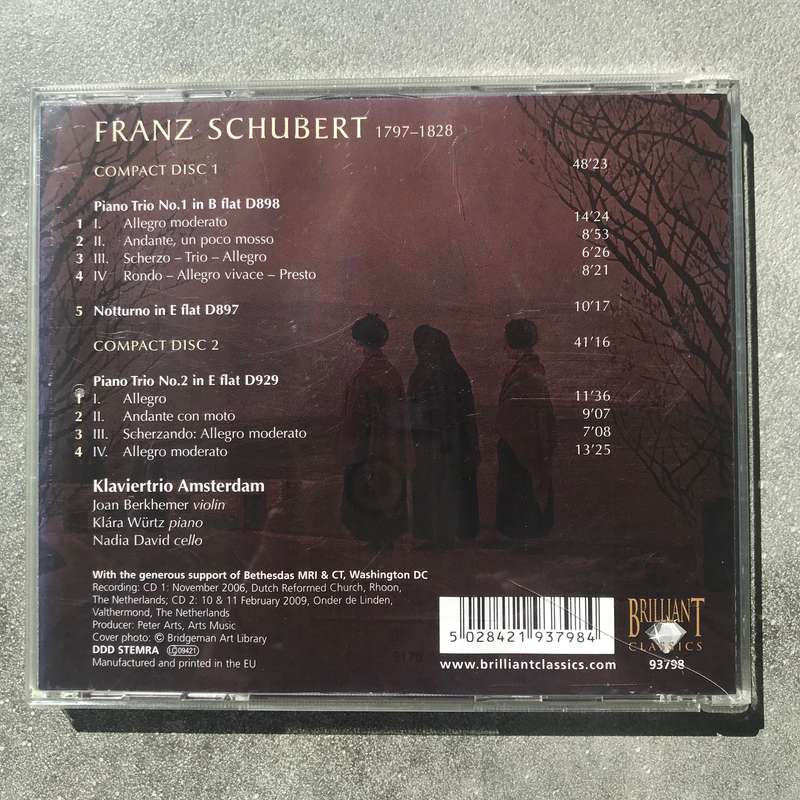 FRANZ SCHUBERT 1797–1828
COMPACT DISC 1 48'23
Piano Trio No.1 in B flat D898
1 I. Allegro moderato 14'24
2 II. Andante, un poco mosso 8'53
3 III. Scherzo – Trio – Allegro 6'26
4 IV Rondo – Allegro vivace – Presto 8'21
5 Notturno in E flat D897 10'17
COMPACT DISC 2 41'16
Piano Trio No.2 in E flat D929
1 I. Allegro 11'36
2 II. Andante con moto 9'07
3 III. Scherzando: Allegro moderato 7'08
4 IV. Allegro moderato 13'25
Klaviertrio Amsterdam
Joan Berkhemer violin
Klára Würtz piano
Nadia David cello
With the generous support of Bethesdas MRI & CT, Washington DC
Recording: CD 1: November 2006, Dutch Reformed Church, Rhoon,
The Netherlands; CD 2: 10 & 11 February 2009, Onder de Linden,
Valthermond, The Netherlands
Producer: Peter Arts, Arts Music
Cover photo: © Bridgeman Art Library
DDD STEMRA LC 09421
Manufactured and printed in the EU
5 028421 937984
www.brilliantclassics.com
BRILLIANT
CLASSICS
93798